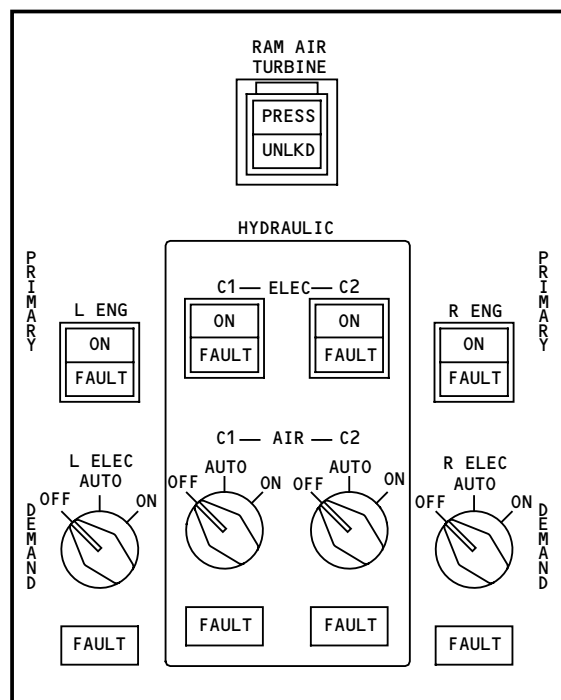 RAM AIR
TURBINE
PRESS
UNLKD
HYDRAULIC
PRIMARY
PRIMARY
C1 — ELEC — C2
L ENG
ON
FAULT
ON
FAULT
ON
FAULT
R ENG
ON
FAULT
C1 — AIR — C2
L ELEC
OFF AUTO ON
OFF AUTO ON
OFF AUTO ON
R ELEC
OFF AUTO ON
DEMAND
DEMAND
FAULT
FAULT
FAULT
FAULT